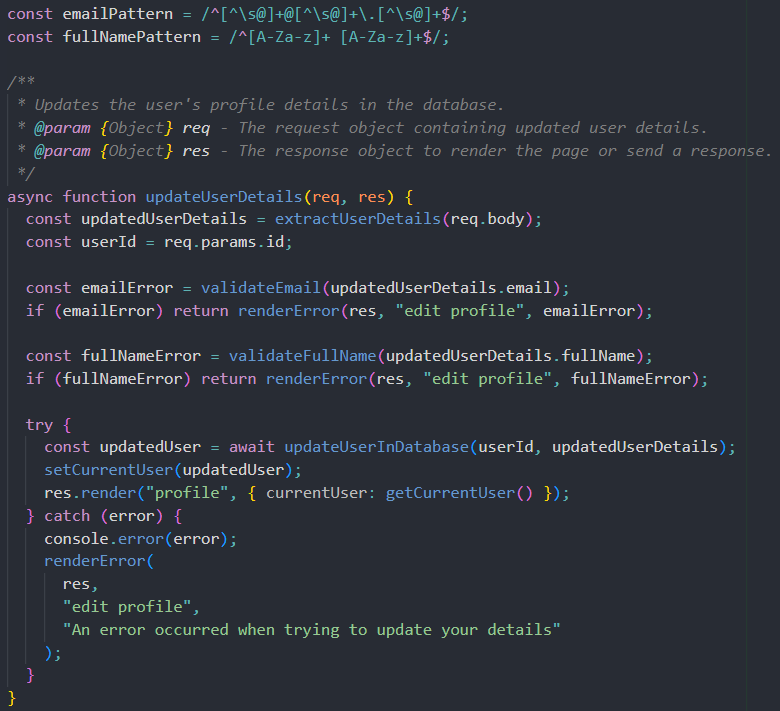 const emailPattern = /^[^\s@]+@[^\s@]+\.[^\s@]+$/;
const fullNamePattern = /^[A-Za-z]+ [A-Za-z]+$/;

/**
 * Updates the user's profile details in the database.
 * @param {Object} req - The request object containing updated user details.
 * @param {Object} res - The response object to render the page or send a response.
 */
async function updateUserDetails(req, res) {
  const updatedUserDetails = extractUserDetails(req.body);
  const userId = req.params.id;

  const emailError = validateEmail(updatedUserDetails.email);
  if (emailError) return renderError(res, "edit profile", emailError);

  const fullNameError = validateFullName(updatedUserDetails.fullName);
  if (fullNameError) return renderError(res, "edit profile", fullNameError);

  try {
    const updatedUser = await updateUserInDatabase(userId, updatedUserDetails);
    setCurrentUser(updatedUser);
    res.render("profile", { currentUser: getCurrentUser() });
  } catch (error) {
    console.error(error);
    renderError(
      res,
      "edit profile",
      "An error occurred when trying to update your details"
    );
  }
}